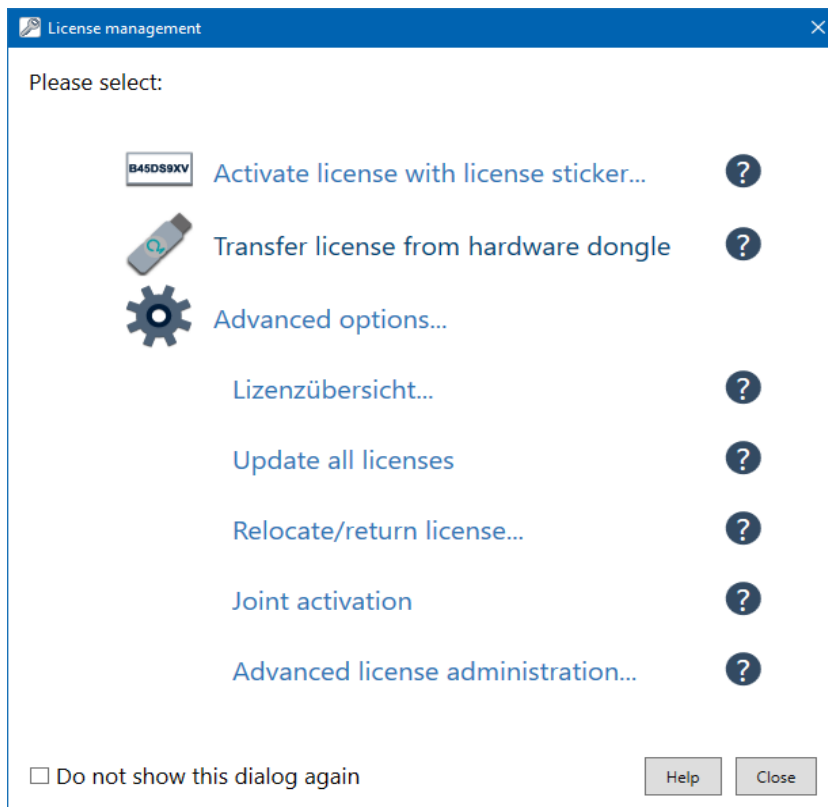 License management
Please select:
B45DS9XV
Activate license with license sticker...
?
Transfer license from hardware dongle
?
Advanced options...
Lizenzübersicht...
?
Update all licenses
?
Relocate/return license...
?
Joint activation
?
Advanced license administration...
?
Do not show this dialog again
Help
Close